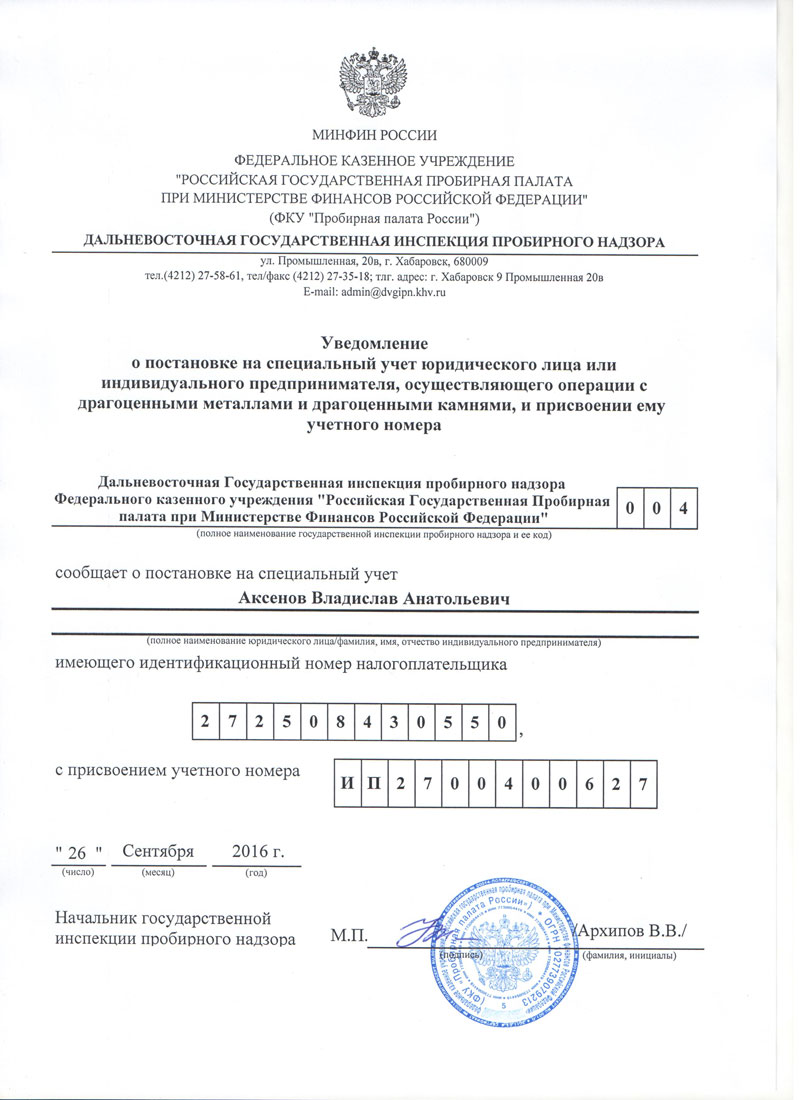 МИНФИН РОССИИ
ФЕДЕРАЛЬНОЕ КАЗЕННОЕ УЧРЕЖДЕНИЕ
"РОССИЙСКАЯ ГОСУДАРСТВЕННАЯ ПРОБИРНАЯ ПАЛАТА
ПРИ МИНИСТЕРСТВЕ ФИНАНСОВ РОССИЙСКОЙ ФЕДЕРАЦИИ"
(ФКУ "Пробирная палата России")
ДАЛЬНЕВОСТОЧНАЯ ГОСУДАРСТВЕННАЯ ИНСПЕКЦИЯ ПРОБИРНОГО НАДЗОРА
ул. Промышленная, 20в, г. Хабаровск, 680009
тел.(4212) 27-58-61, тел/факс (4212) 27-35-18; тлг. адрес: г. Хабаровск 9 Промышленная 20в
E-mail: admin@dvgipn.khv.ru
Уведомление
о постановке на специальный учет юридического лица или
индивидуального предпринимателя, осуществляющего операции с
драгоценными металлами и драгоценными камнями, и присвоении ему
учетного номера
Дальневосточная Государственная инспекция пробирного надзора
Федерального казенного учреждения "Российская Государственная Пробирная
палата при Министерстве Финансов Российской Федерации"
0 0 4
(полное наименование государственной инспекции пробирного надзора и ее код)
сообщает о постановке на специальный учет
Аксенов Владислав Анатольевич
(полное наименование юридического лица/фамилия, имя, отчество индивидуального предпринимателя)
имеющего идентификационный номер налогоплательщика
2 7 2 5 0 8 4 3 0 5 5 0 ,
с присвоением учетного номера
И П 2 7 0 0 4 0 0 6 2 7
" 26 " Сентября 2016 г.
(число) (месяц) (год)
Начальник государственной
инспекции пробирного надзора
М.П.
/Архипов В.В./
(подпись) (фамилия, инициалы)
(ФКУ «Пробирная палата России»)
5